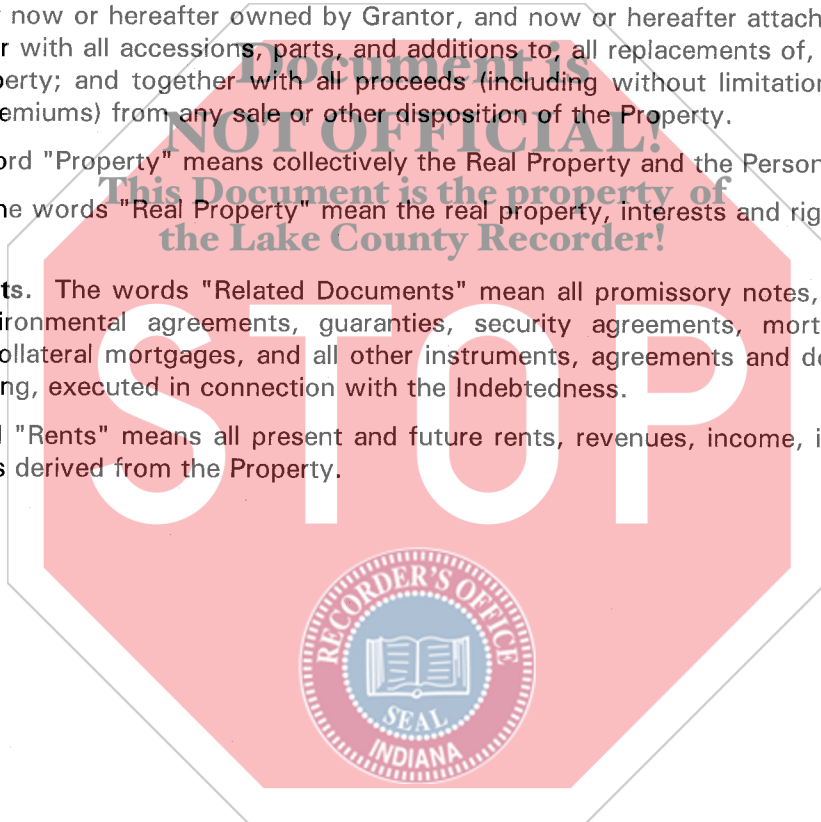 now or hereafter owned by Grantor, and now or hereafter attach
r with all accessions, parts, and additions to, all replacements of,
perty; and together with all proceeds (including without limitation
emiums) from any sale or other disposition of the Property.
ord "Property" means collectively the Real Property and the Person
he words "Real Property" mean the real property, interests and rig
ts. The words "Related Documents" mean all promissory notes,
ironmental agreements, guaranties, security agreements, mort
ollateral mortgages, and all other instruments, agreements and d
ng, executed in connection with the Indebtedness.
"Rents" means all present and future rents, revenues, income, i
s derived from the Property.
Document is
NOT OFFICIAL!
This Document is the property of
the Lake County Recorder!
STOP
RECORDER'S OFFICE
SEAL
INDIANA